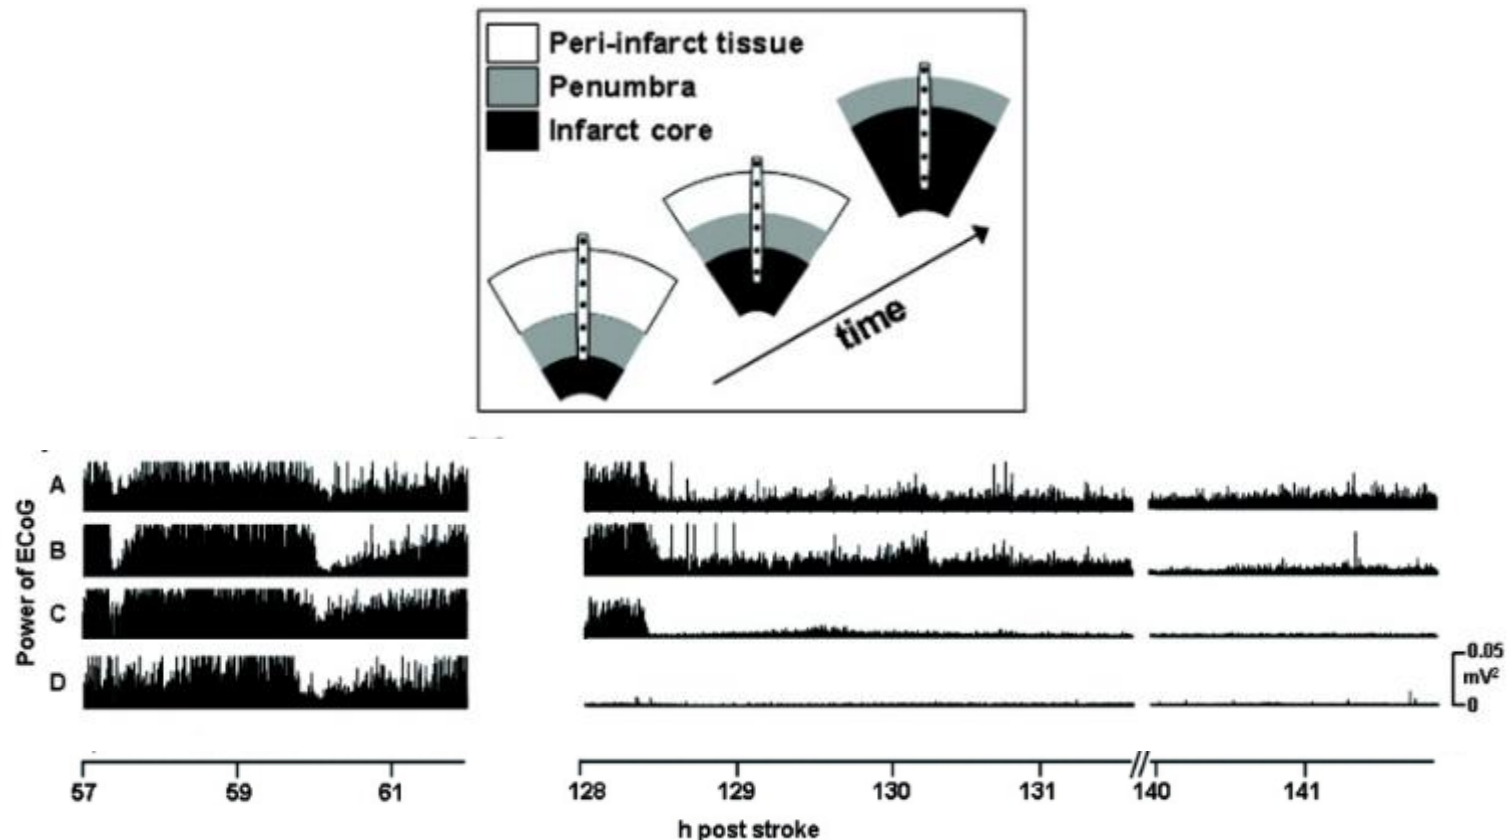 Peri-infarct tissue
Penumbra
Infarct core
time
Power of ECoG
A
B
C
D
0.05
mV²
0
57 59 61 128 129 130 131 140 141
h post stroke